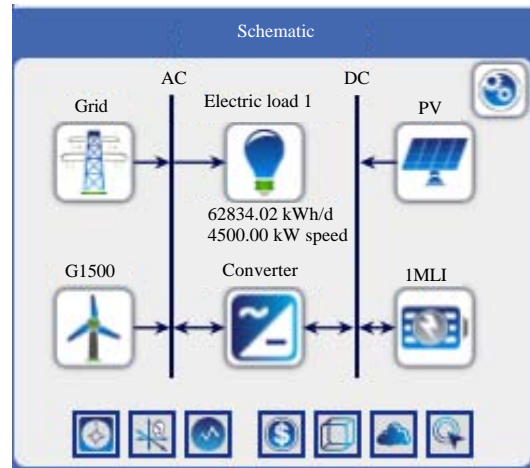 Schematic
AC
DC
Grid
Electric load 1
PV
62834.02 kWh/d
4500.00 kW speed
G1500
Converter
1MLI